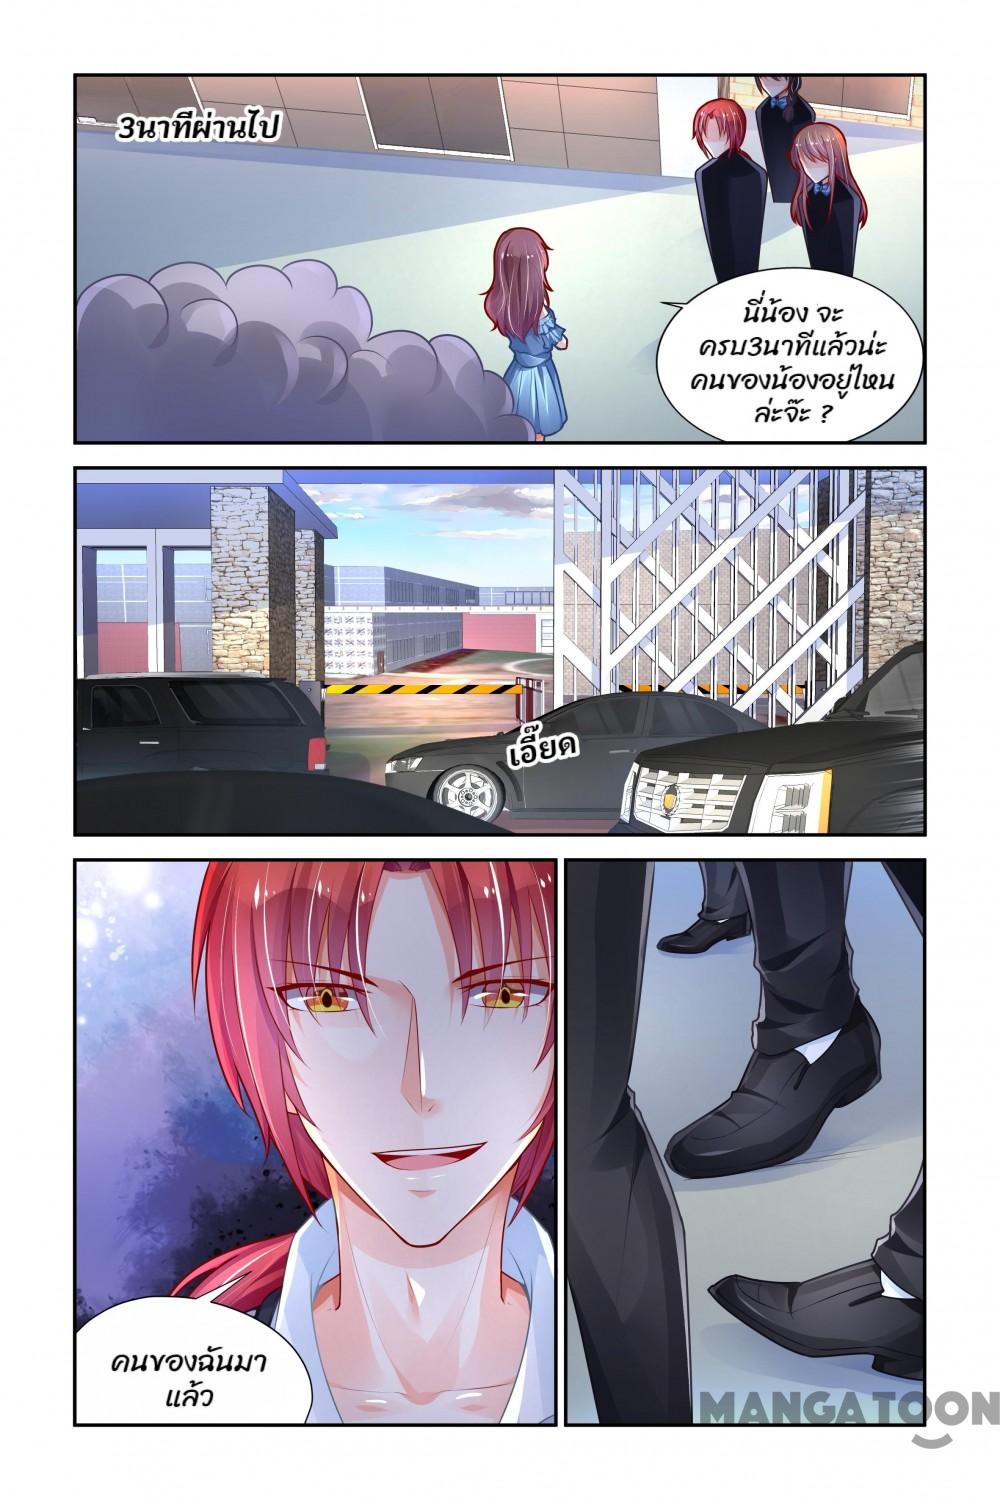 3นาทีผ่านไป
นี่น้อง จะ
ครบ3นาทีแล้วน่ะ
คนของน้องอยู่ไหน
ล่ะจ๊ะ ?
เอี๊ยด
คนของฉันมา
แล้ว
MANGATOON